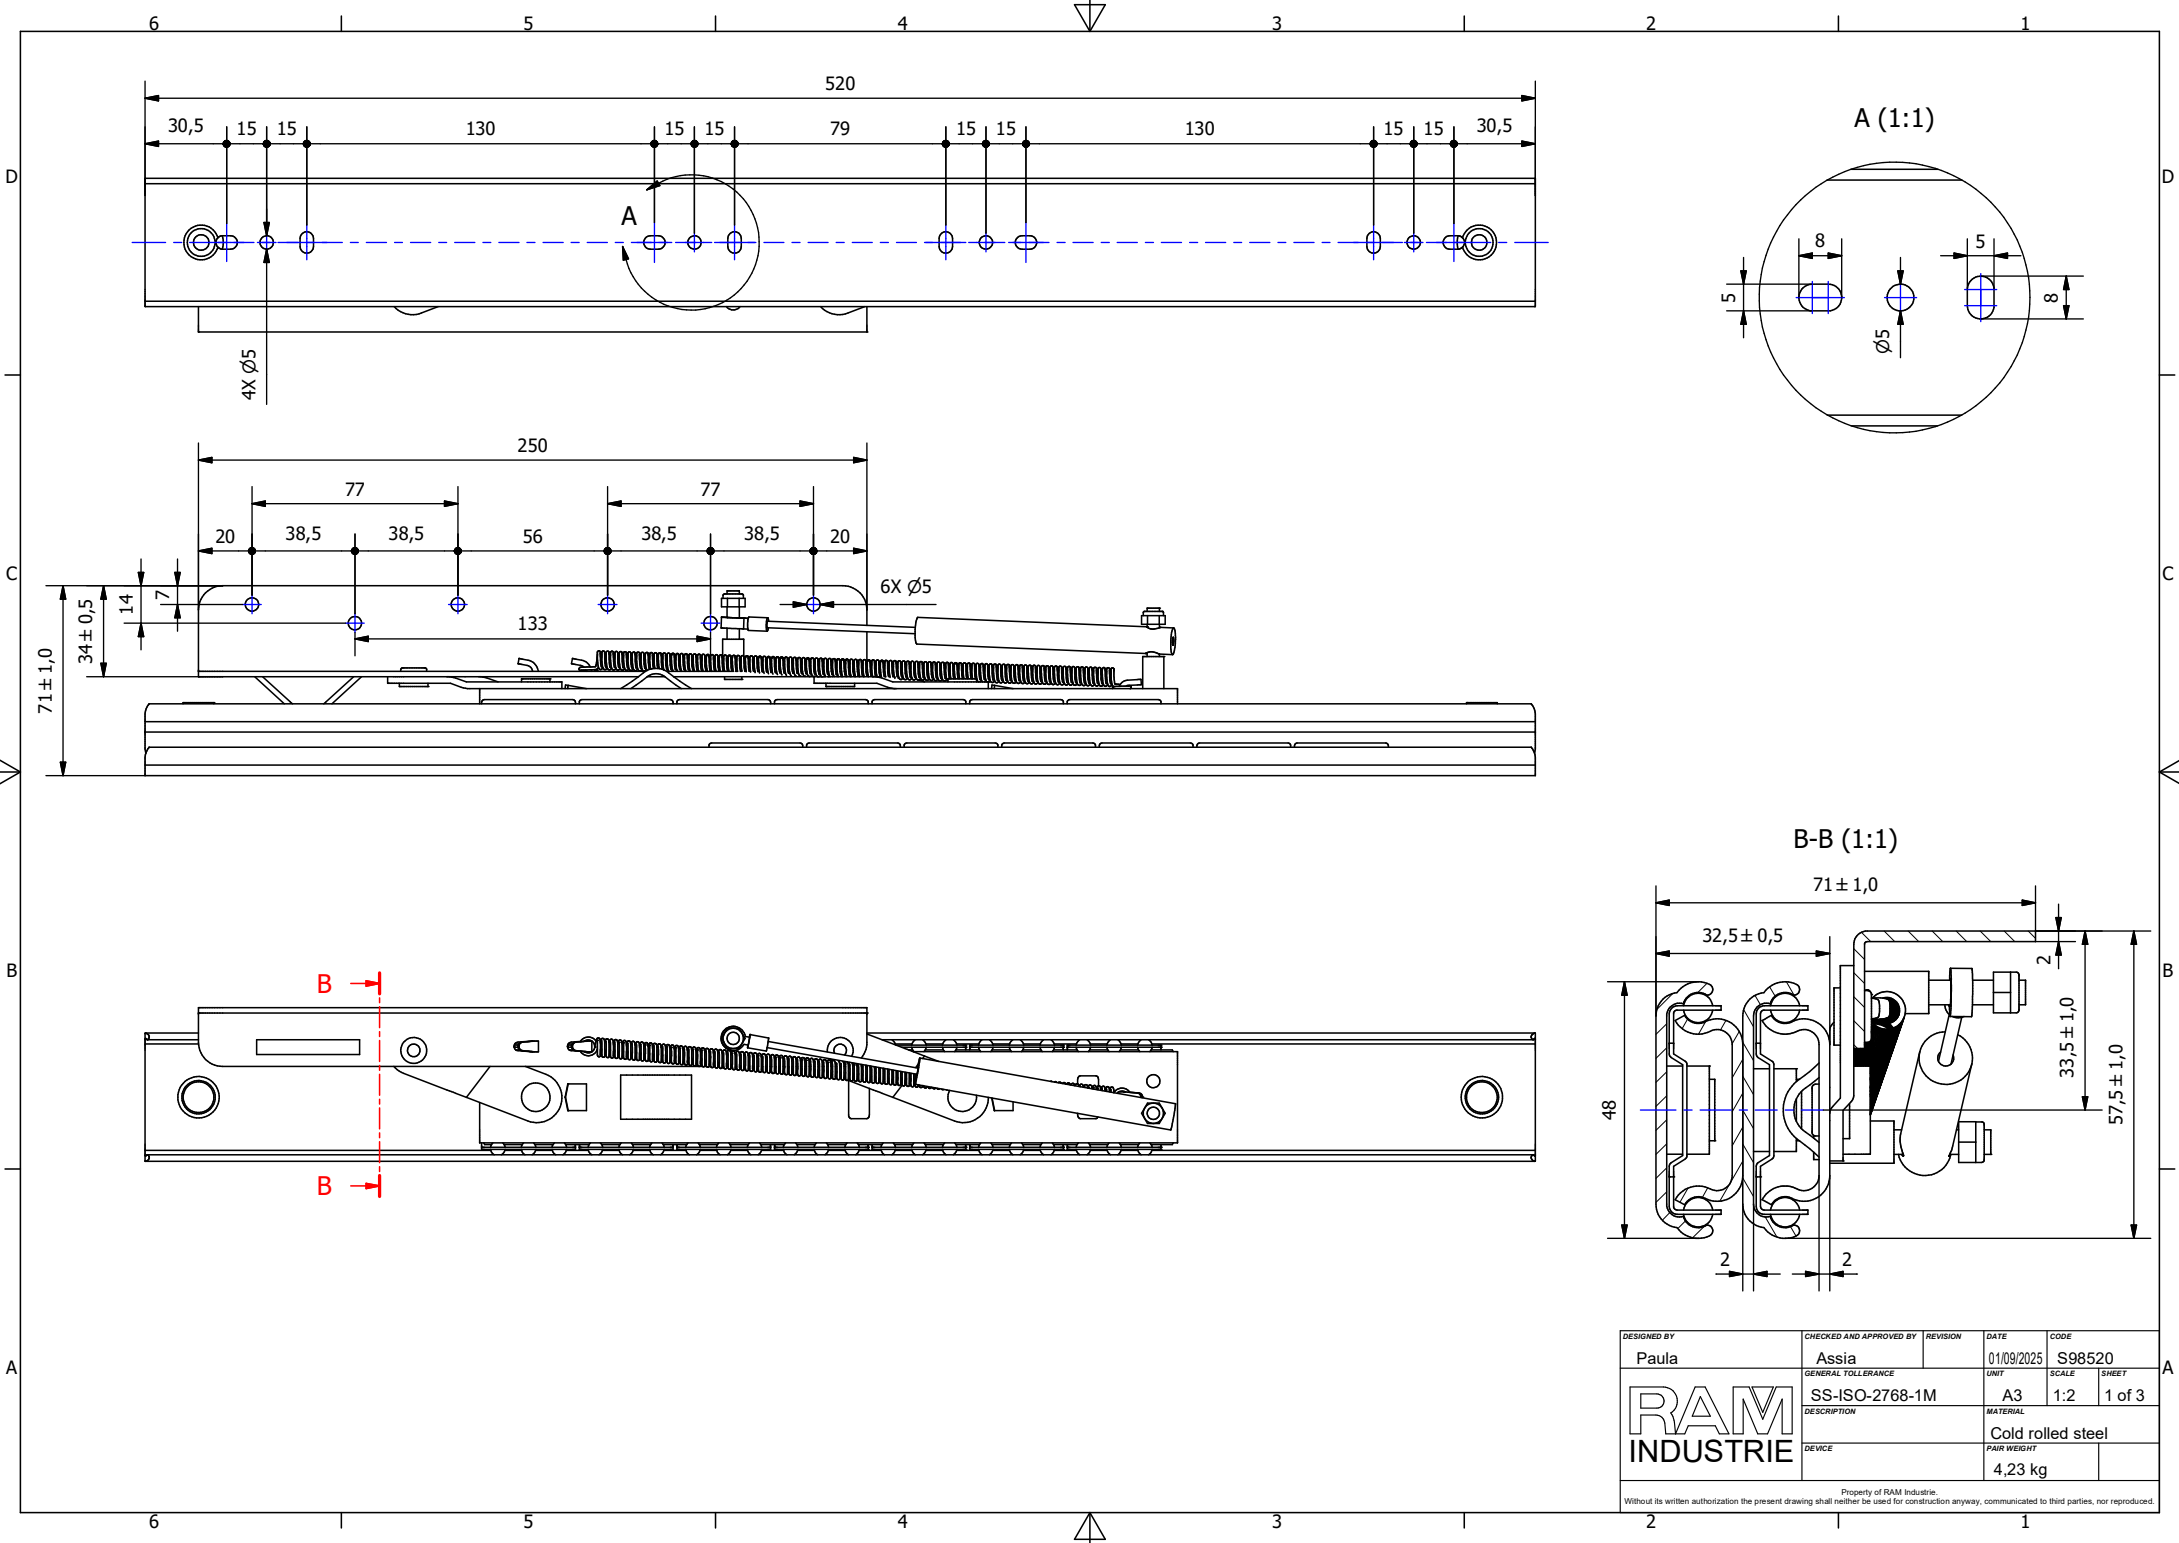 6 5 4 3 2 1
520
30,5 15 15 130 15 15 79 15 15 130 15 15 30,5
A (1:1)
D D
A
8 5
5 Ø5 8
4X Ø5
250
77 77
20 38,5 38,5 56 38,5 38,5 20
C C
6X Ø5
7
14
34± 0,5
71± 1,0
133
B-B (1:1)
71± 1,0
32,5± 0,5
2
33,5± 1,0
57,5± 1,0
48
B B
B
B
2 2
DESIGNED BY CHECKED AND APPROVED BY REVISION DATE CODE
Paula Assia 01/09/2025 S98520
A A
GENERAL TOLLERANCE UNIT SCALE SHEET
SS-ISO-2768-1M A3 1:2 1 of 3
RAM
INDUSTRIE
DESCRIPTION MATERIAL
Cold rolled steel
DEVICE PAIR WEIGHT
4,23 kg
Property of RAM Industrie.
Without its written authorization the present drawing shall neither be used for construction anyway, communicated to third parties, nor reproduced.
6 5 4 3 2 1